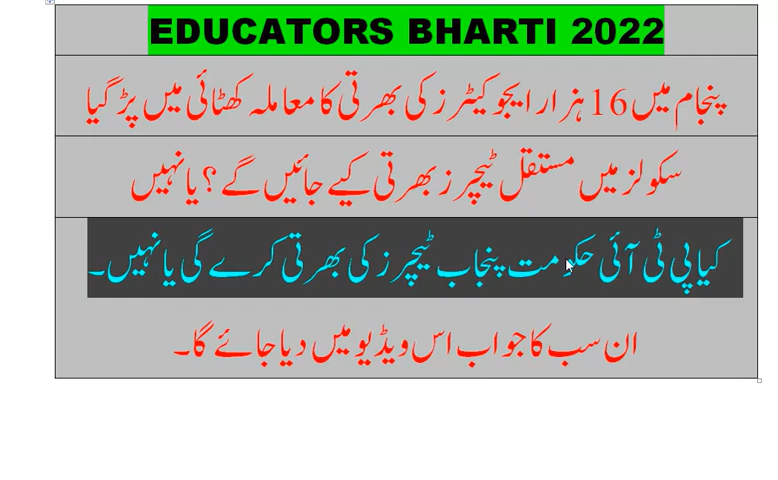 EDUCATORS BHARTI 2022
پنجام میں 16 ہزار ایجوکیٹرز کی بھرتی کا معاملہ کھٹائی میں پڑ گیا
سکولز میں مستقل ٹیچرز بھرتی کیے جائیں گے ؟ یا نہیں
کیا پی ٹی آئی حکومت پنجاب ٹیچرز کی بھرتی کرے گی یا نہیں۔
ان سب کا جواب اس ویڈیو میں دیا جائے گا۔